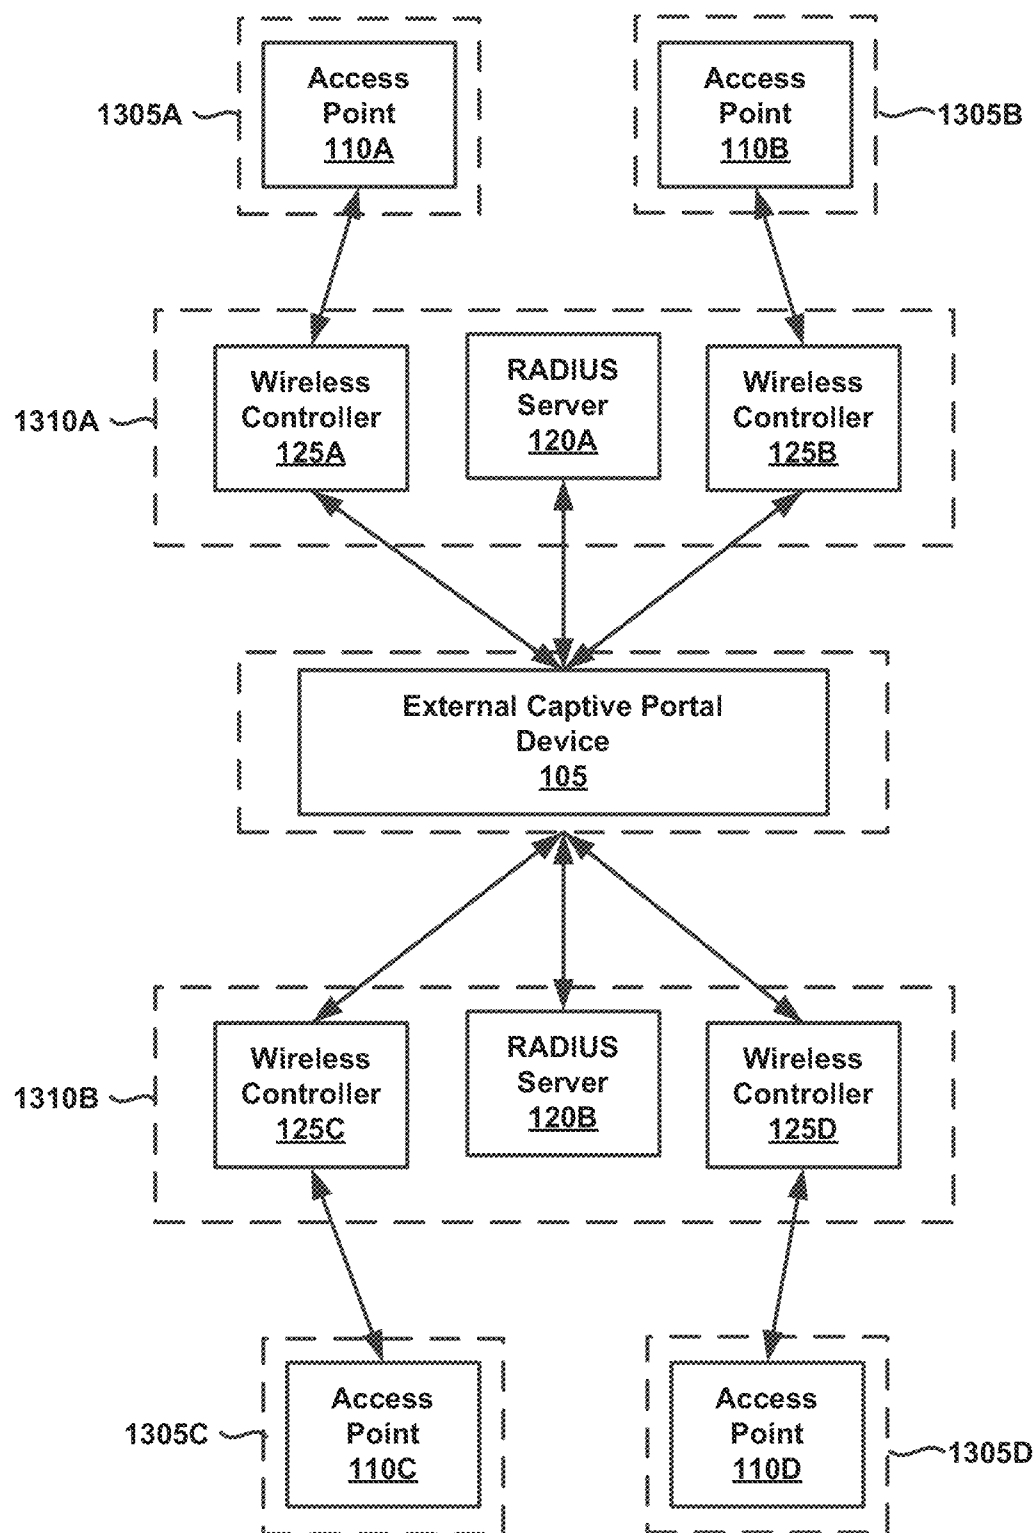 Access
Point
110A
1305A
Access
Point
110B
1305B
1310A
Wireless
Controller
125A
RADIUS
Server
120A
Wireless
Controller
125B
External Captive Portal
Device
105
1310B
Wireless
Controller
125C
RADIUS
Server
120B
Wireless
Controller
125D
1305C
Access
Point
110C
Access
Point
110D
1305D